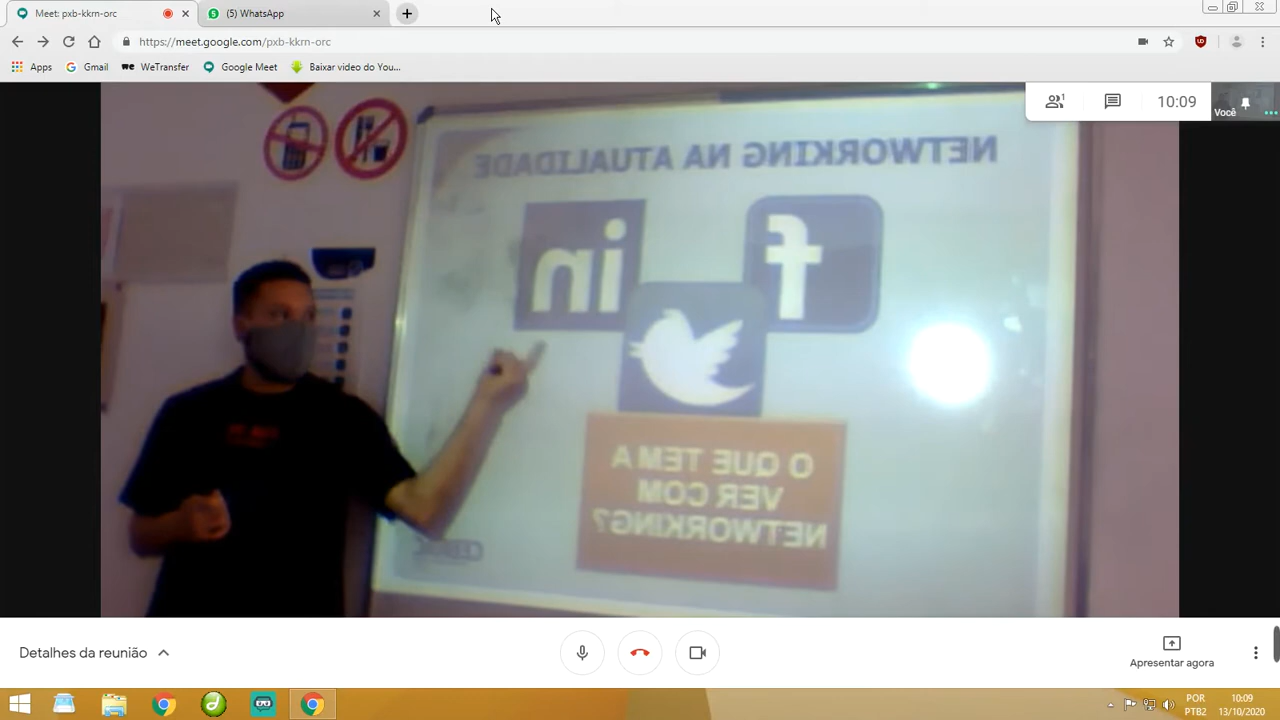 Meet: pxb-kkrn-orc
(5) WhatsApp
https://meet.google.com/pxb-kkrn-orc
Apps
Gmail
WeTransfer
Google Meet
Baixar video do You...
1
10:09
Você
NETWORKING NA ATUALIDADE
in
f
O QUE TEM A
VER COM
NETWORKING?
Detalhes da reunião
Apresentar agora
POR
PTB2
10:09
13/10/2020